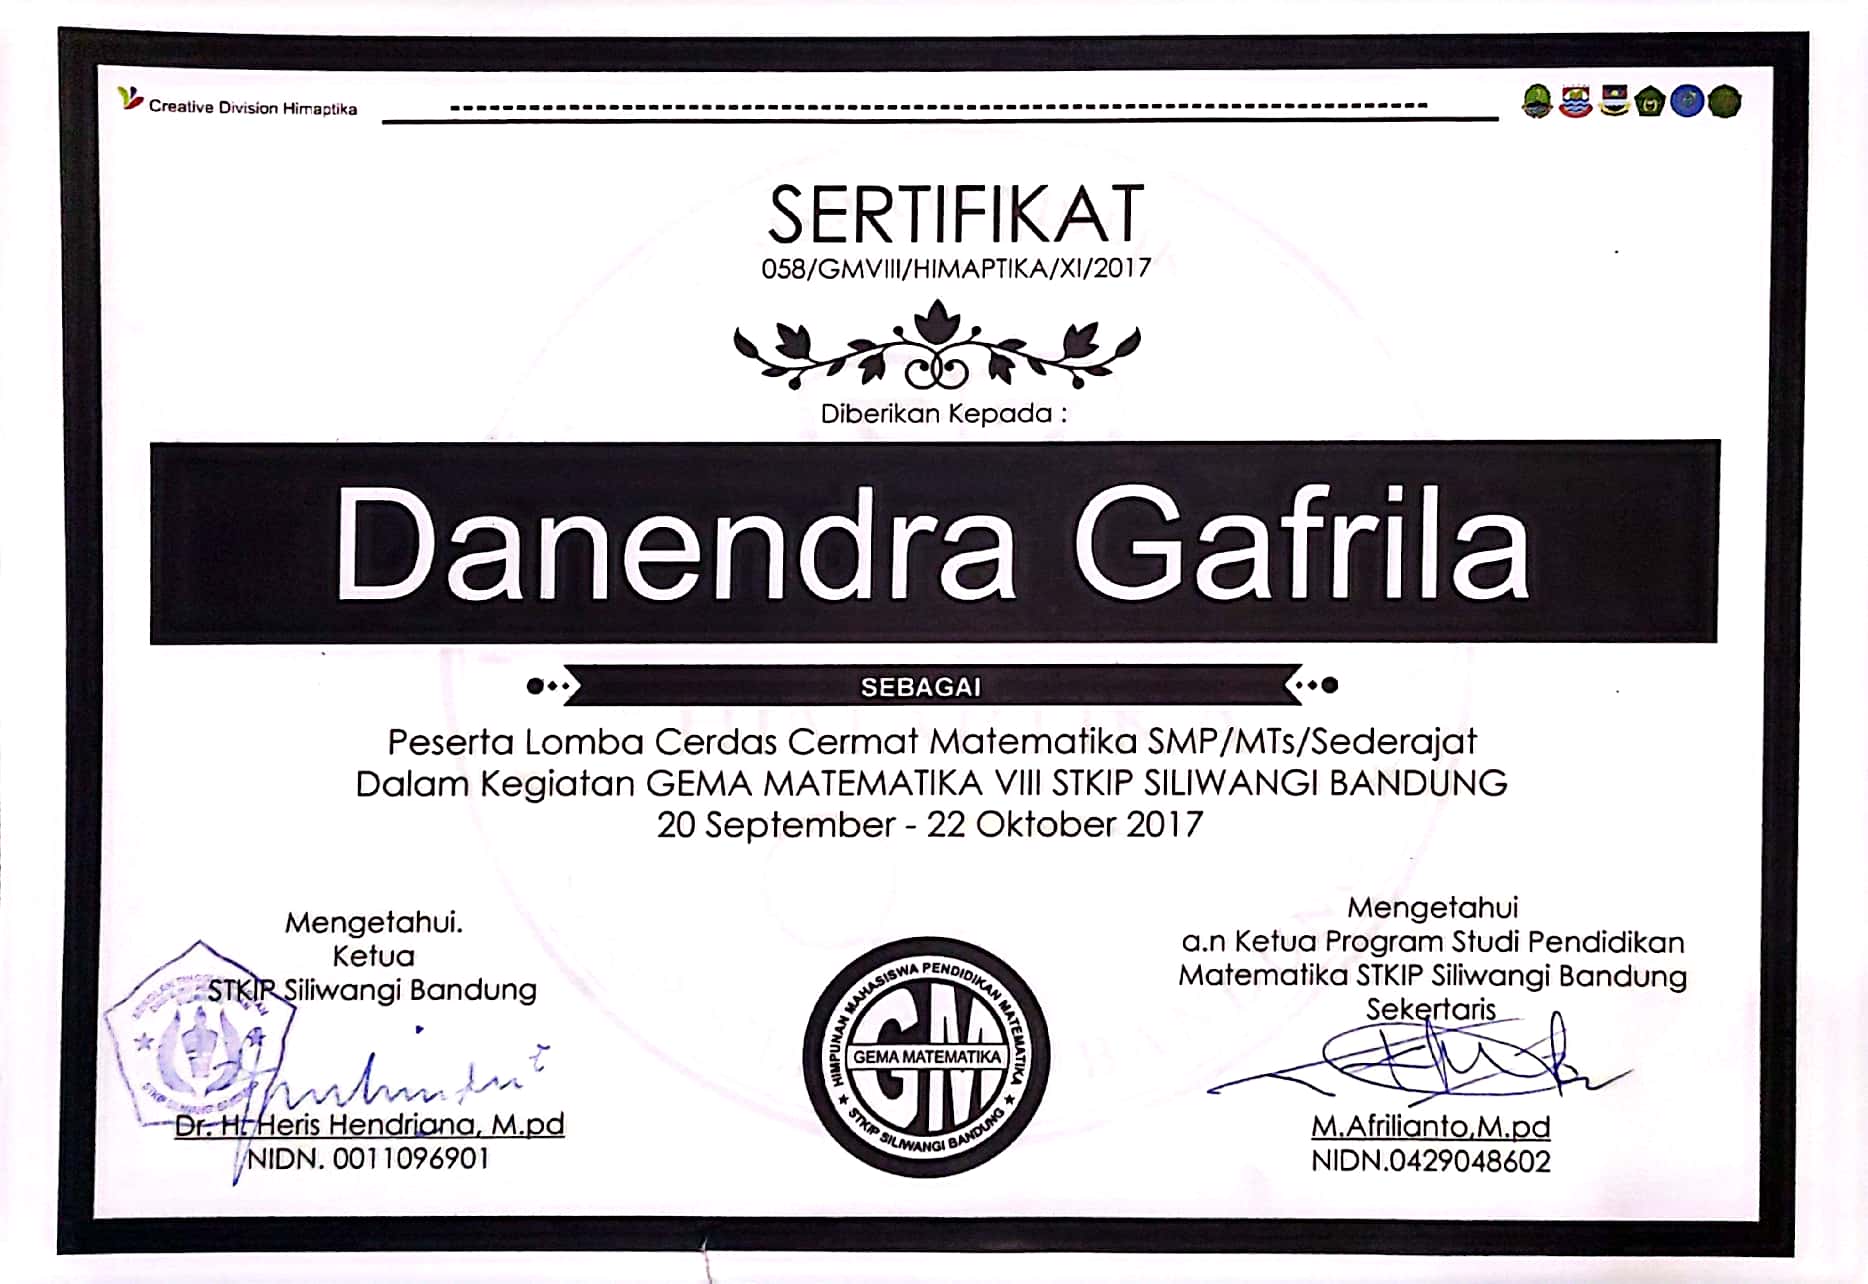 Creative Division Himaptika
SERTIFIKAT
058/GMVIII/HIMAPTIKA/XI/2017
Diberikan Kepada :
Danendra Gafrila
SEBAGAI
Peserta Lomba Cerdas Cermat Matematika SMP/MTs/Sederajat
Dalam Kegiatan GEMA MATEMATIKA VIII STKIP SILIWANGI BANDUNG
20 September - 22 Oktober 2017
Mengetahui.
Ketua
STKIP Siliwangi Bandung
Dr. H. Heris Hendriana, M.pd
NIDN. 0011096901
HIMPUNAN MAHASISWA PENDIDIKAN MATEMATIKA
GM
GEMA MATEMATIKA
STKIP SILIWANGI BANDUNG
Mengetahui
a.n Ketua Program Studi Pendidikan
Matematika STKIP Siliwangi Bandung
Sekertaris
M.Afrilianto,M.pd
NIDN.0429048602